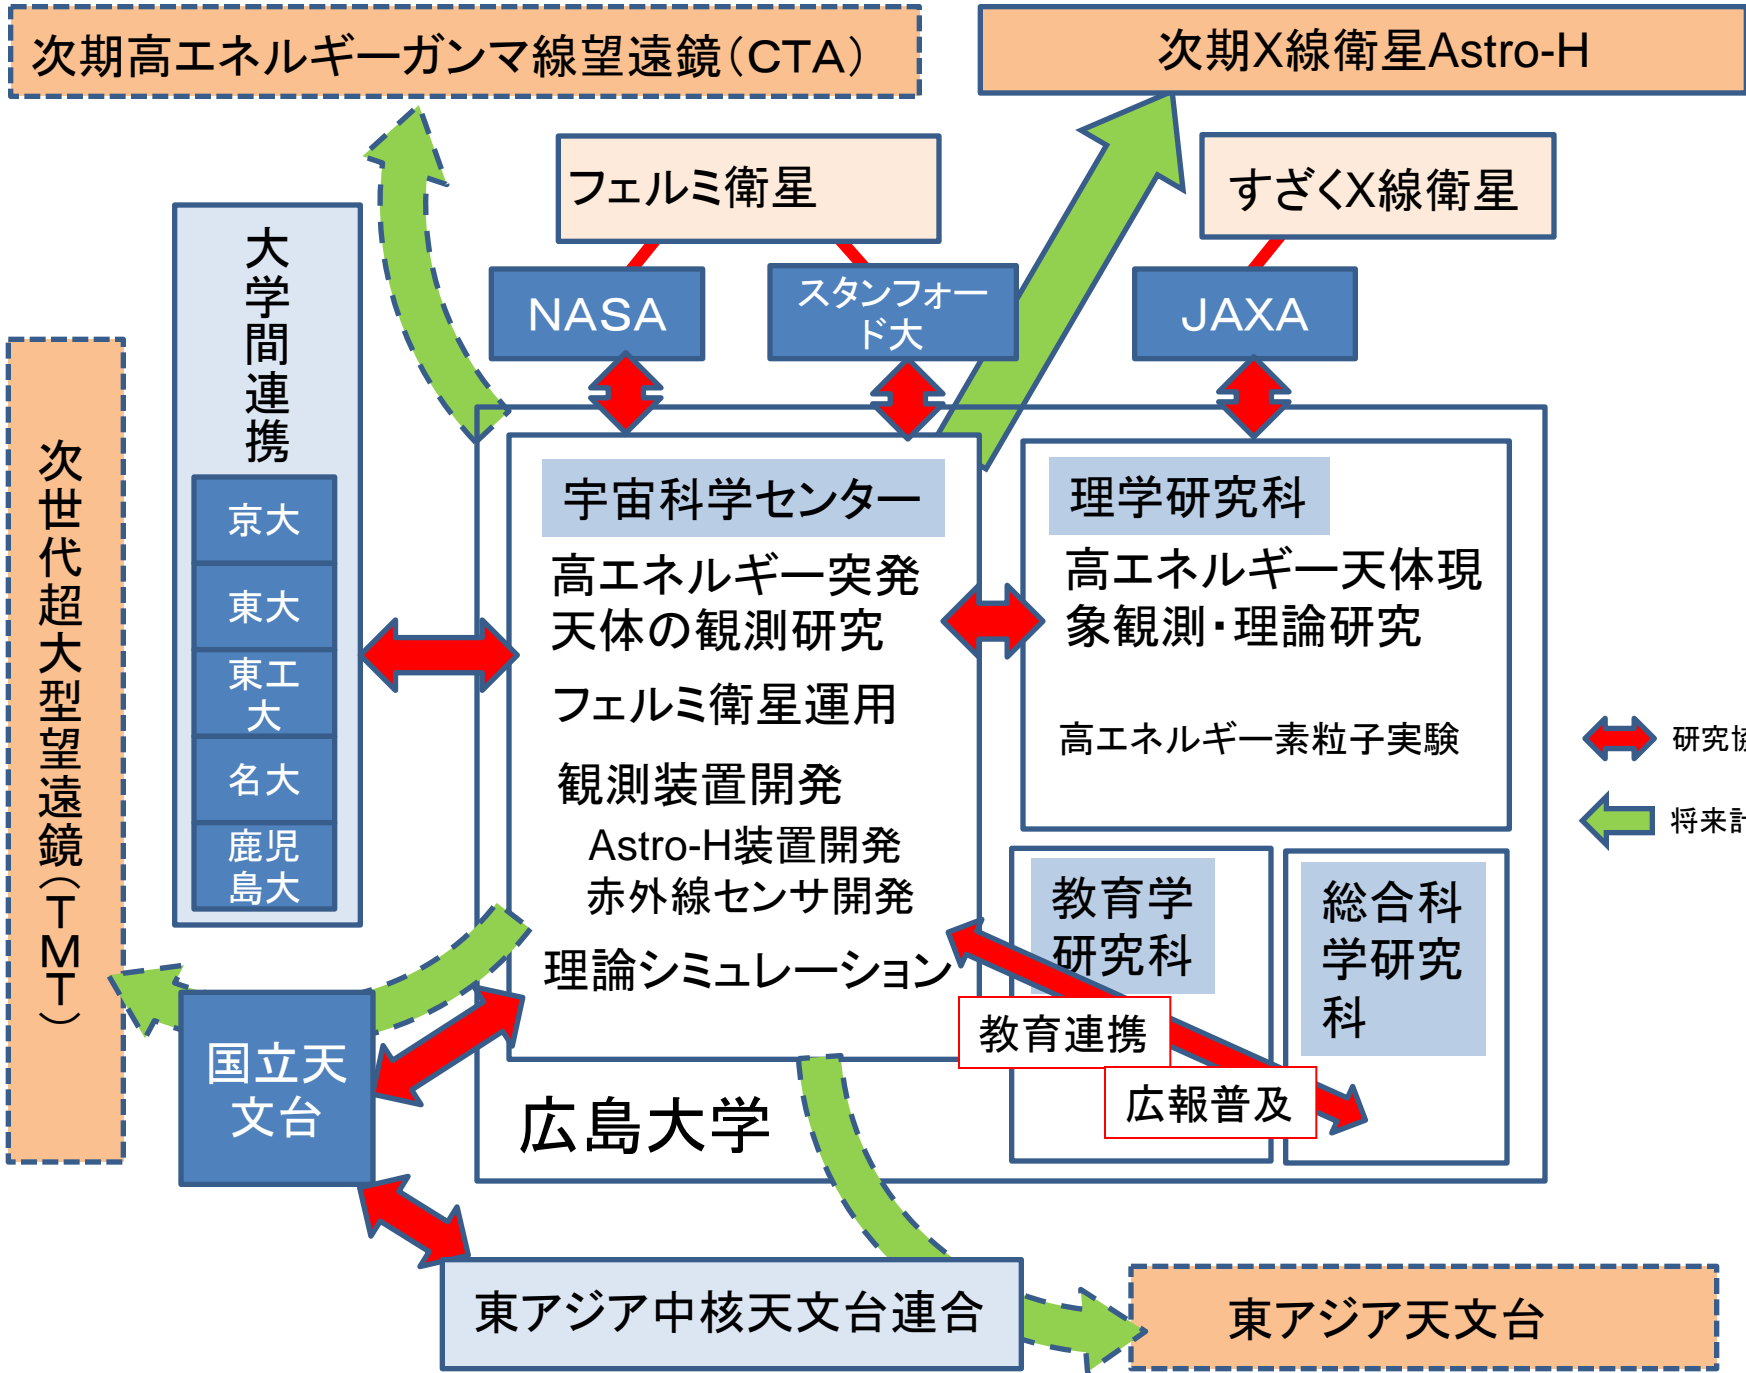 次期高エネルギーガンマ線望遠鏡（CTA）
次期X線衛星Astro-H
フェルミ衛星
すざくX線衛星
NASA
スタンフォー
ド大
JAXA
大学間連携
京大
東大
東工
大
名大
鹿児
島大
次世代超大型望遠鏡（TMT）
宇宙科学センター
高エネルギー突発
天体の観測研究
フェルミ衛星運用
観測装置開発
Astro-H装置開発
赤外線センサ開発
理論シミュレーション
理学研究科
高エネルギー天体現
象観測・理論研究
高エネルギー素粒子実験
研究協
将来計
教育学
研究科
総合科
学研究
科
教育連携
広報普及
国立天
文台
広島大学
東アジア中核天文台連合
東アジア天文台